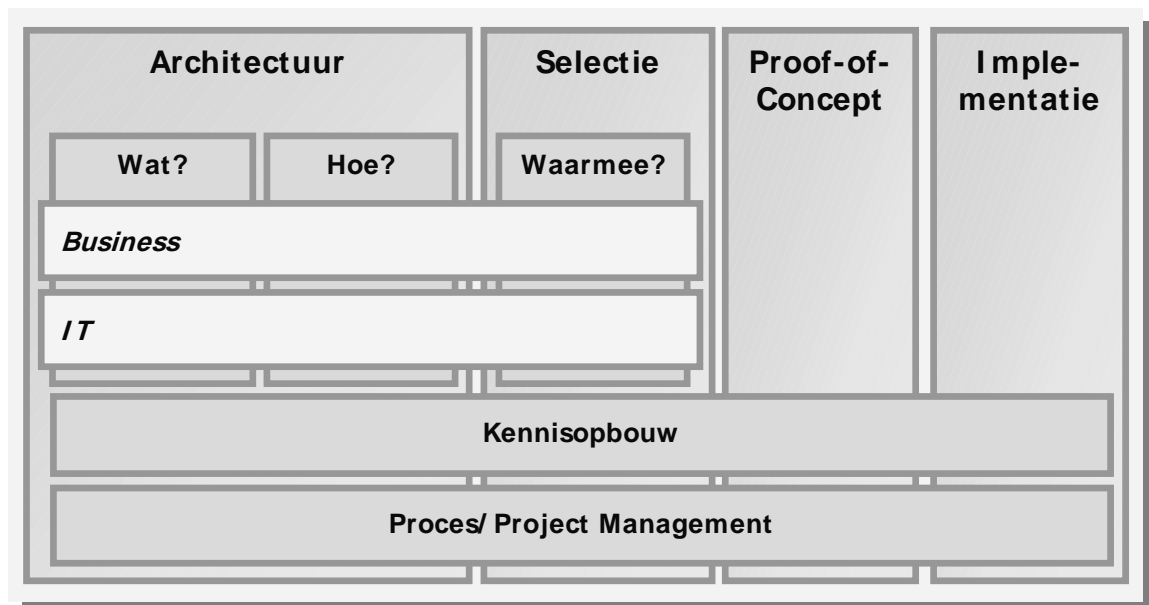 Architectuur
Selectie
Proof-of-
Concept
Imple-
mentatie
Wat?
Hoe?
Waarmee?
Business
IT
Kennisopbouw
Proces/ Project Management